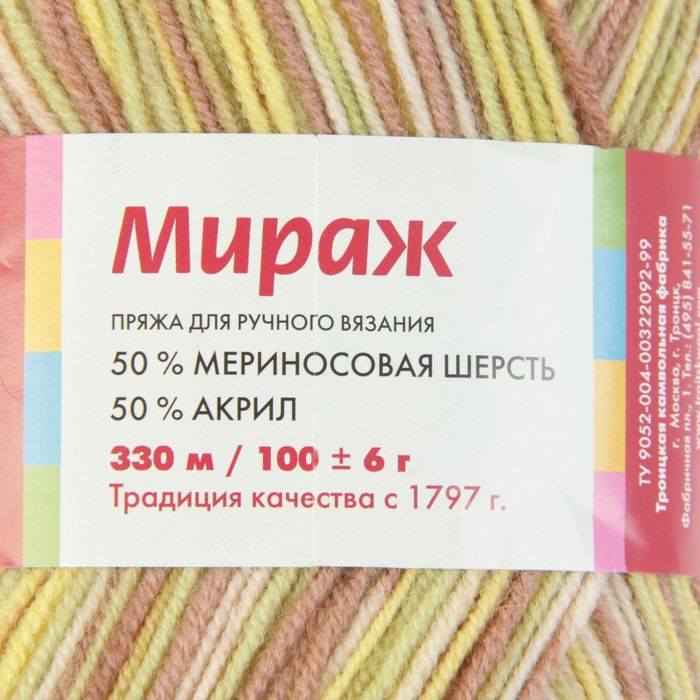 Мираж
ПРЯЖА ДЛЯ РУЧНОГО ВЯЗАНИЯ
50 % МЕРИНОСОВАЯ ШЕРСТЬ
50 % АКРИЛ
330 м / 100 ± 6 г
Традиция качества с 1797 г.
ТУ 9052-004-00322092-99
Троицкая камвольная фабрика
г. Москва, г. Троицк,
Фабричная пл., 1. Тел.: (495) 841-55-71